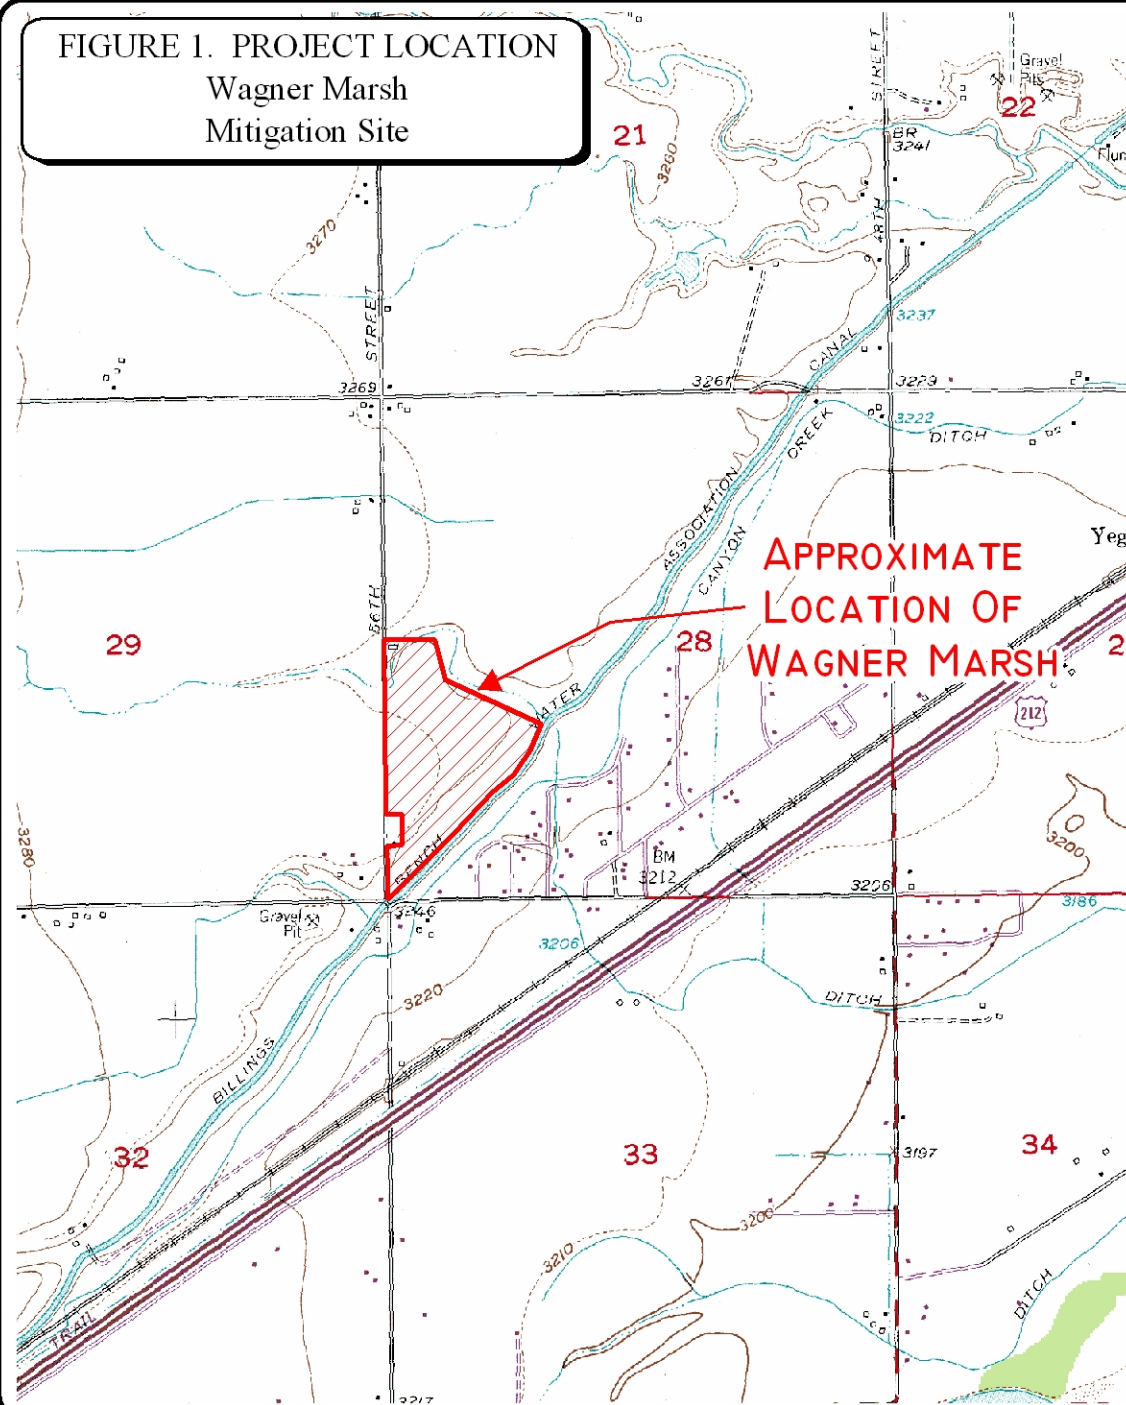 FIGURE 1. PROJECT LOCATION
Wagner Marsh
Mitigation Site
21
22
Gravel
Pits
STREET
BR
3241
3260
3270
48TH
STREET
3237
CANAL
3269
3261
3229
3222
DITCH
CREEK
ASSOCIATION
CANYON
APPROXIMATE
LOCATION OF
WAGNER MARSH
Yeg
56TH
29
28
2
212
WATER
3280
BENCH
BM
3212
3200
3206
3186
Gravel
Pit
3246
3206
3220
DITCH
BILLINGS
32
33
34
3197
3200
3210
DITCH
TRAIL
3217